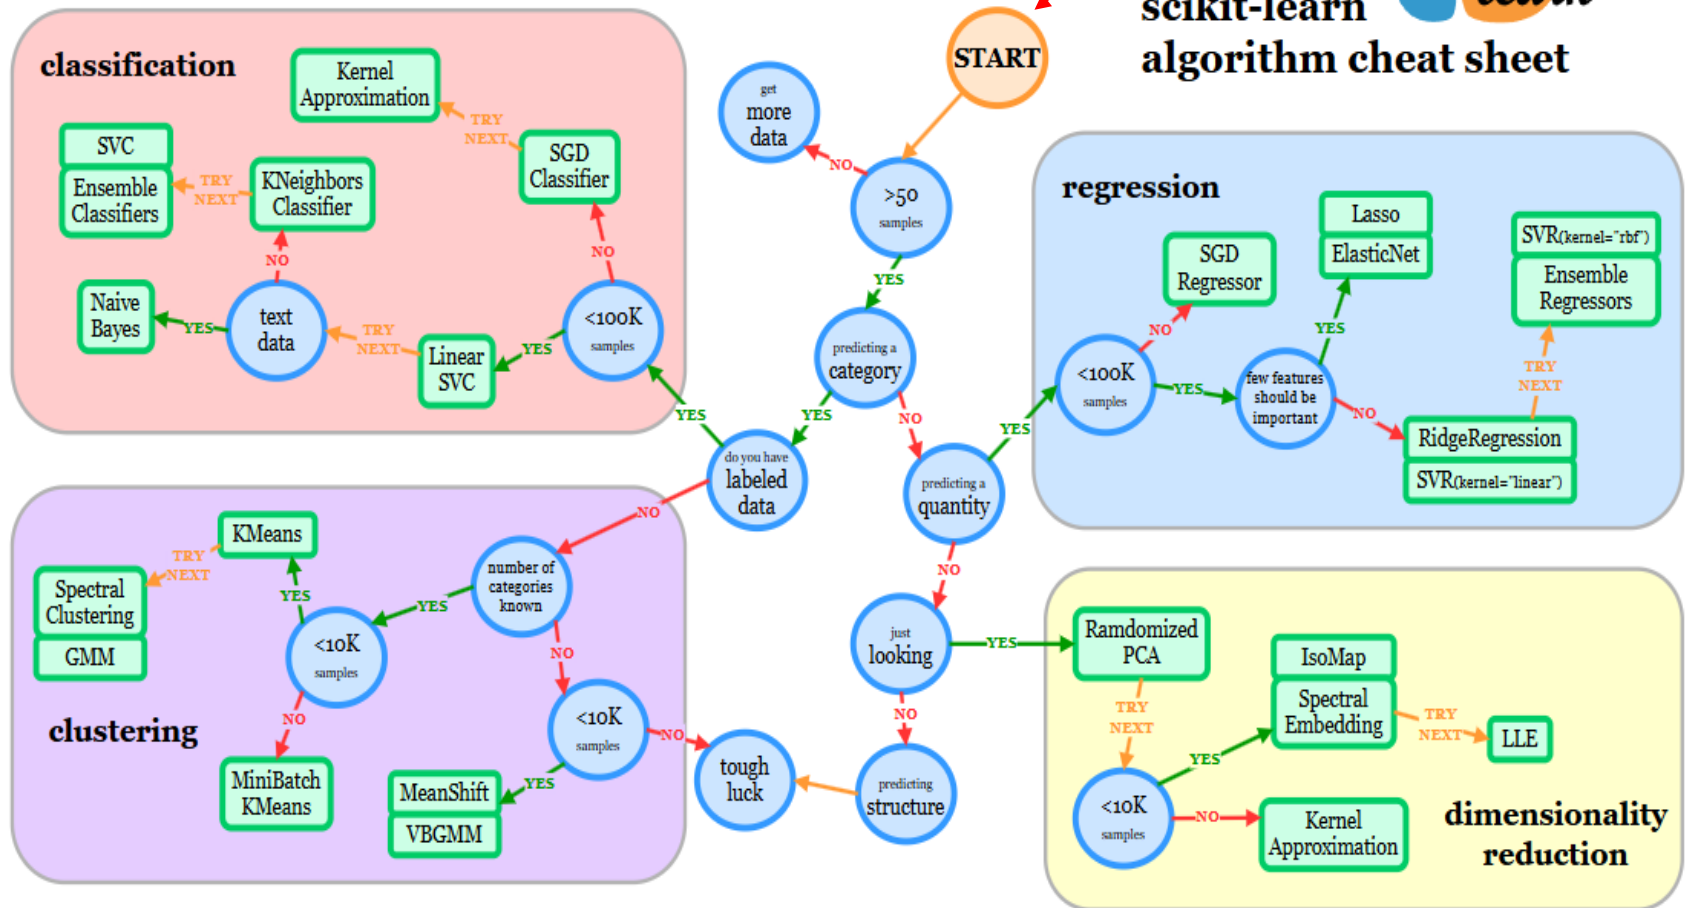 scikit-learn
algorithm cheat sheet
START
get
more
data
NO
>50
samples
YES
predicting a
category
YES
NO
do you have
labeled
data
YES
NO
predicting a
quantity
YES
NO
just
looking
YES
NO
predicting
structure
tough
luck
classification
Kernel
Approximation
TRY
NEXT
SGD
Classifier
NO
<100K
samples
YES
Linear
SVC
TRY
NEXT
text
data
YES
Naive
Bayes
NO
KNeighbors
Classifier
TRY
NEXT
SVC
Ensemble
Classifiers
regression
<100K
samples
NO
SGD
Regressor
YES
few features
should be
important
YES
Lasso
ElasticNet
NO
RidgeRegression
SVR(kernel="linear")
TRY
NEXT
SVR(kernel="rbf")
Ensemble
Regressors
clustering
number of
categories
known
YES
<10K
samples
YES
KMeans
TRY
NEXT
Spectral
Clustering
GMM
NO
MiniBatch
KMeans
NO
<10K
samples
YES
MeanShift
VBGMM
NO
dimensionality
reduction
Ramdomized
PCA
TRY
NEXT
<10K
samples
YES
IsoMap
Spectral
Embedding
TRY
NEXT
LLE
NO
Kernel
Approximation